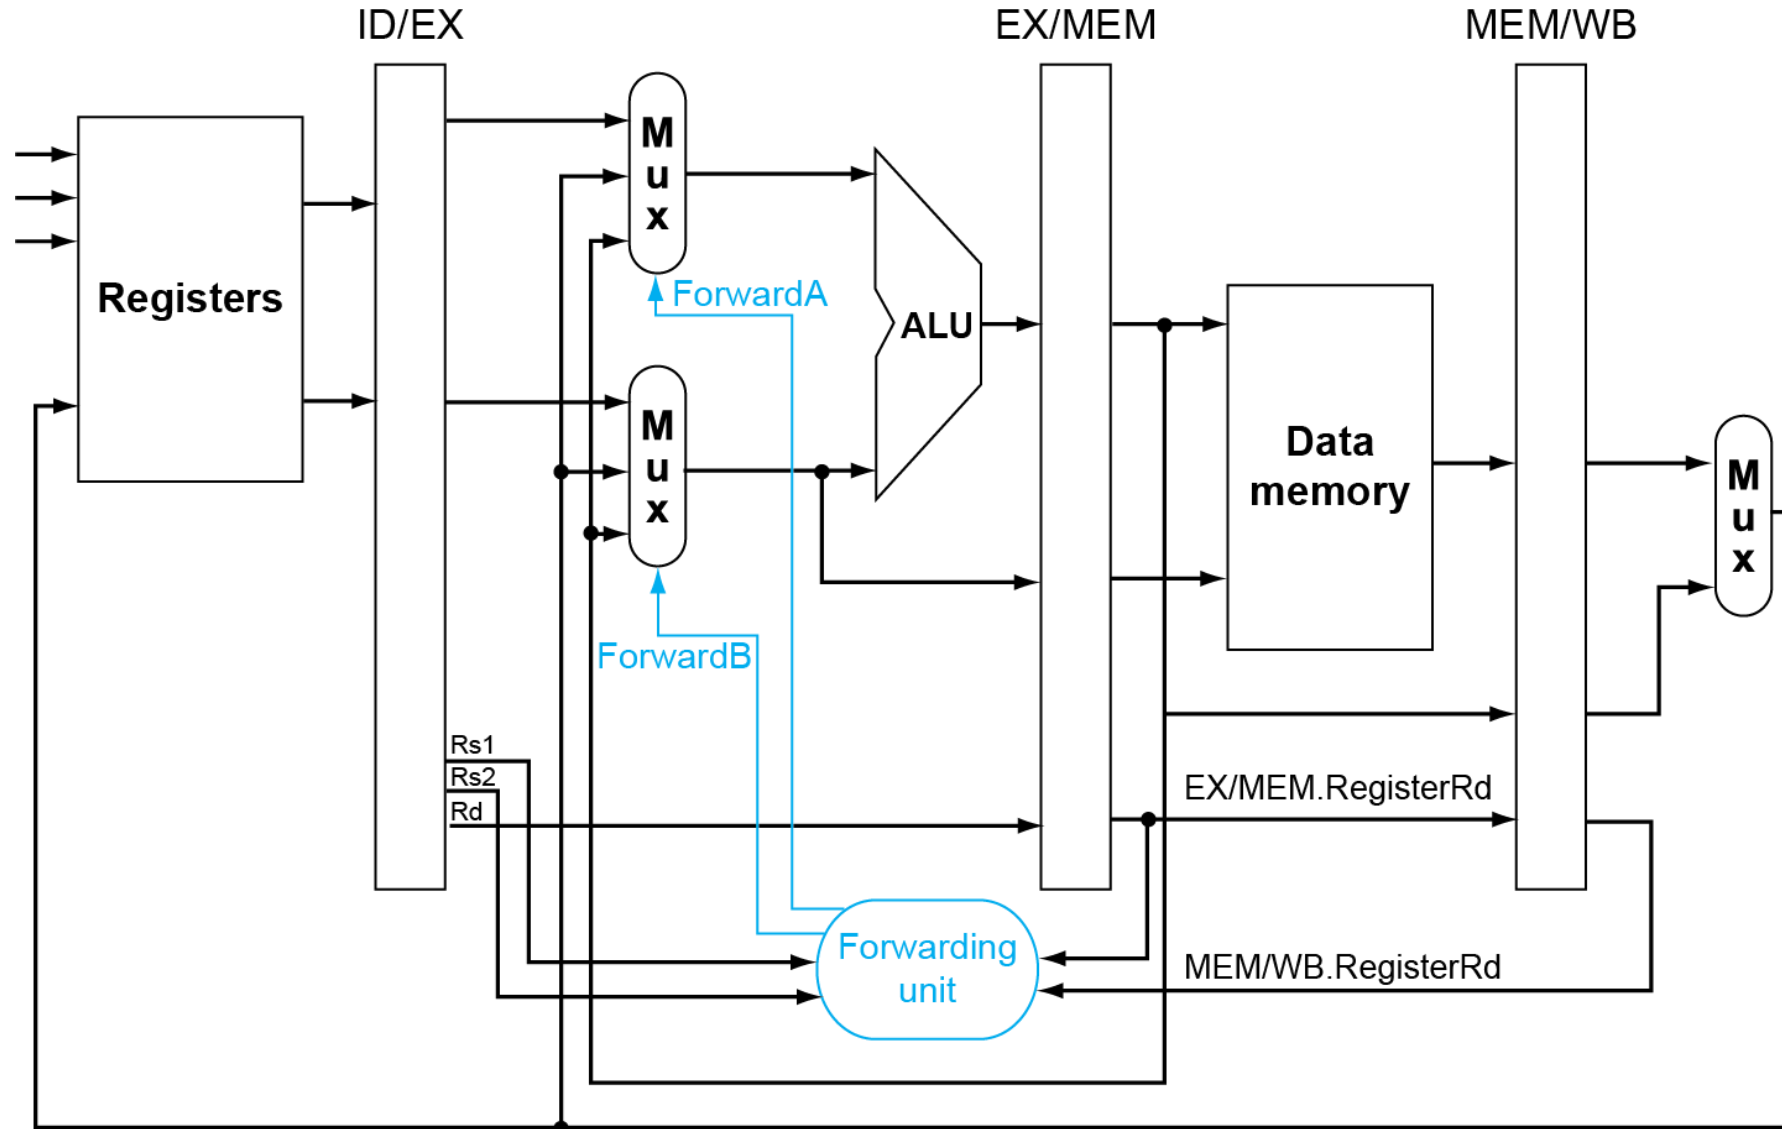 ID/EX
EX/MEM
MEM/WB
Registers
M
u
x
ForwardA
M
u
x
ForwardB
ALU
Data
memory
M
u
x
Rs1
Rs2
Rd
EX/MEM.RegisterRd
Forwarding
unit
MEM/WB.RegisterRd